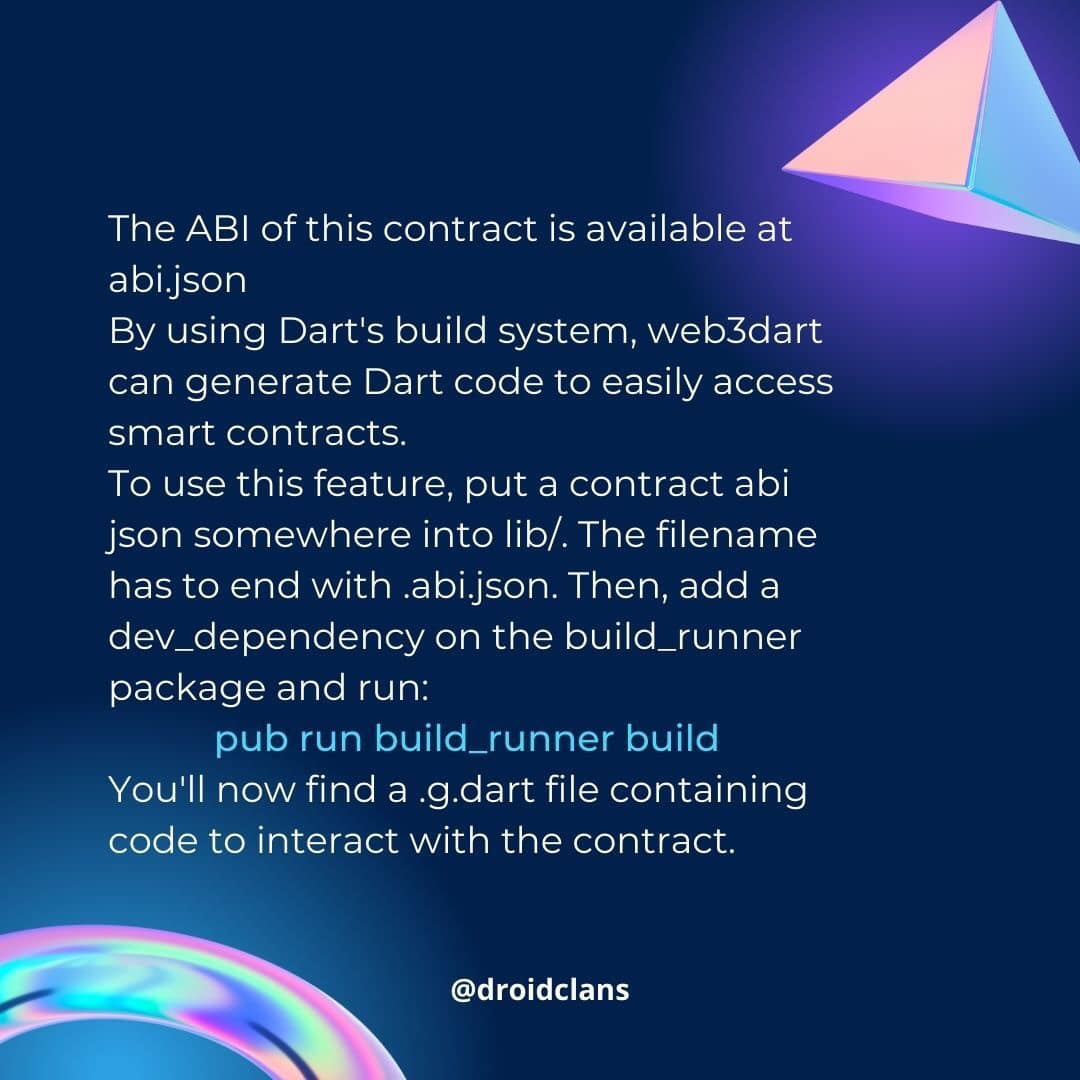 The ABI of this contract is available at
abi.json
By using Dart's build system, web3dart
can generate Dart code to easily access
smart contracts.
To use this feature, put a contract abi
json somewhere into lib/. The filename
has to end with .abi.json. Then, add a
dev_dependency on the build_runner
package and run:
pub run build_runner build
You'll now find a .g.dart file containing
code to interact with the contract.
@droidclans